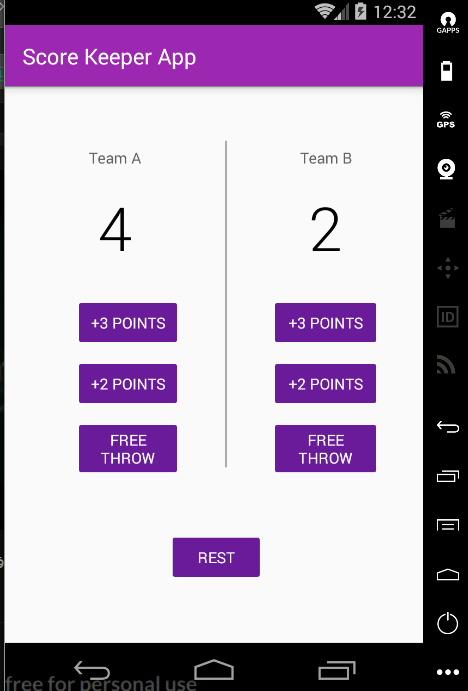 12:32
GAPPS
Score Keeper App
GPS
Team A
Team B
4
2
ID
+3 POINTS
+3 POINTS
+2 POINTS
+2 POINTS
FREE
THROW
FREE
THROW
REST
free for personal use